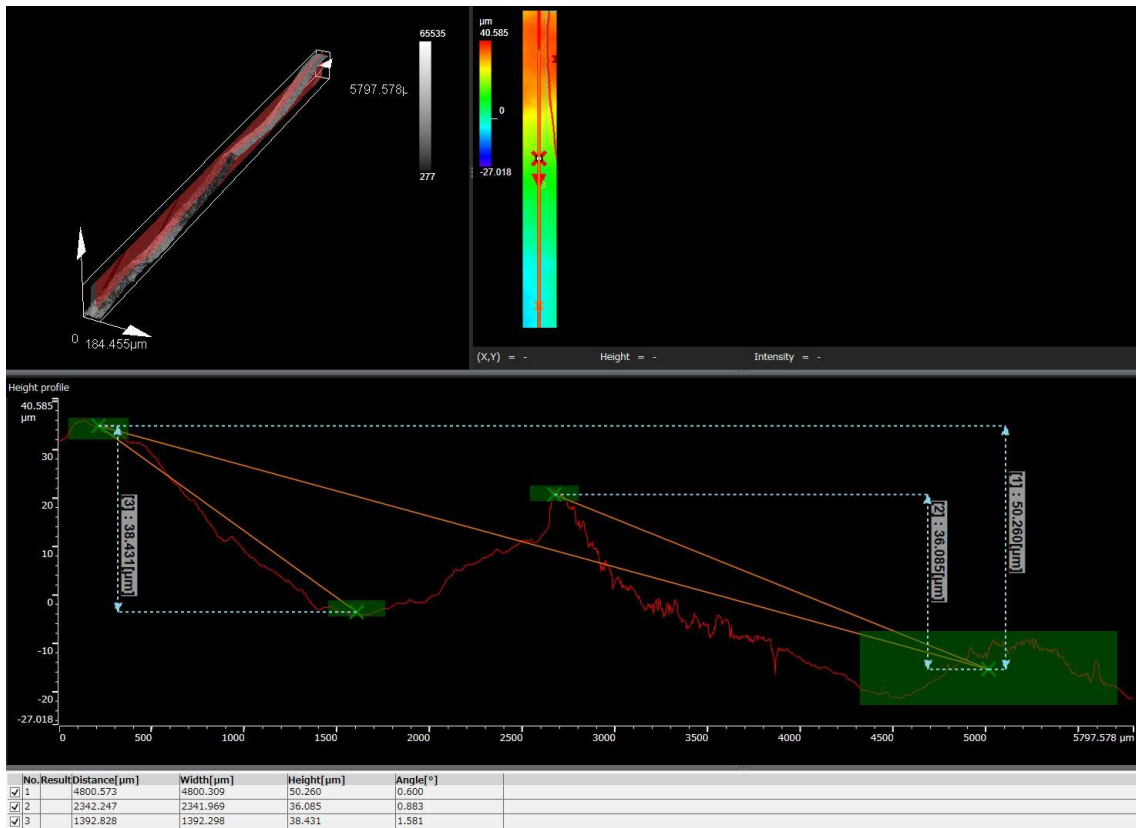 65535
5797.578µ
277
0
184.455µm
µm
40.585
0
-27.018
(X,Y) = -
Height = -
Intensity = -
Height profile
40.585
µm
30
20
10
0
-10
-20
-27.018
[3] : 38.431[µm]
[2] : 36.085[µm]
[1] : 50.260[µm]
0
500
1000
1500
2000
2500
3000
3500
4000
4500
5000
5797.578 µm
No. Result Distance[µm] Width[µm] Height[µm] Angle[°]
1 4800.573 4800.309 50.260 0.600
2 2342.247 2341.969 36.085 0.883
3 1392.828 1392.298 38.431 1.581